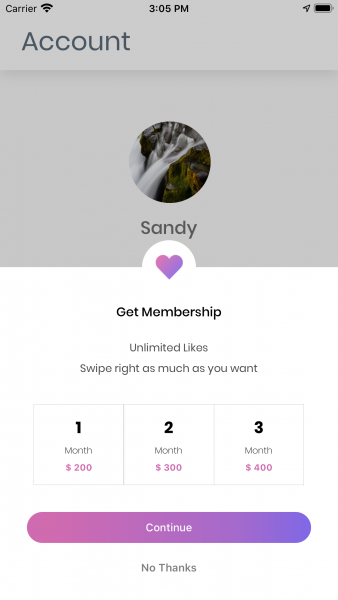 Carrier 3:05 PM
Account
Sandy
Get Membership
Unlimited Likes
Swipe right as much as you want
1 2 3
Month Month Month
$ 200 $ 300 $ 400
Continue
No Thanks